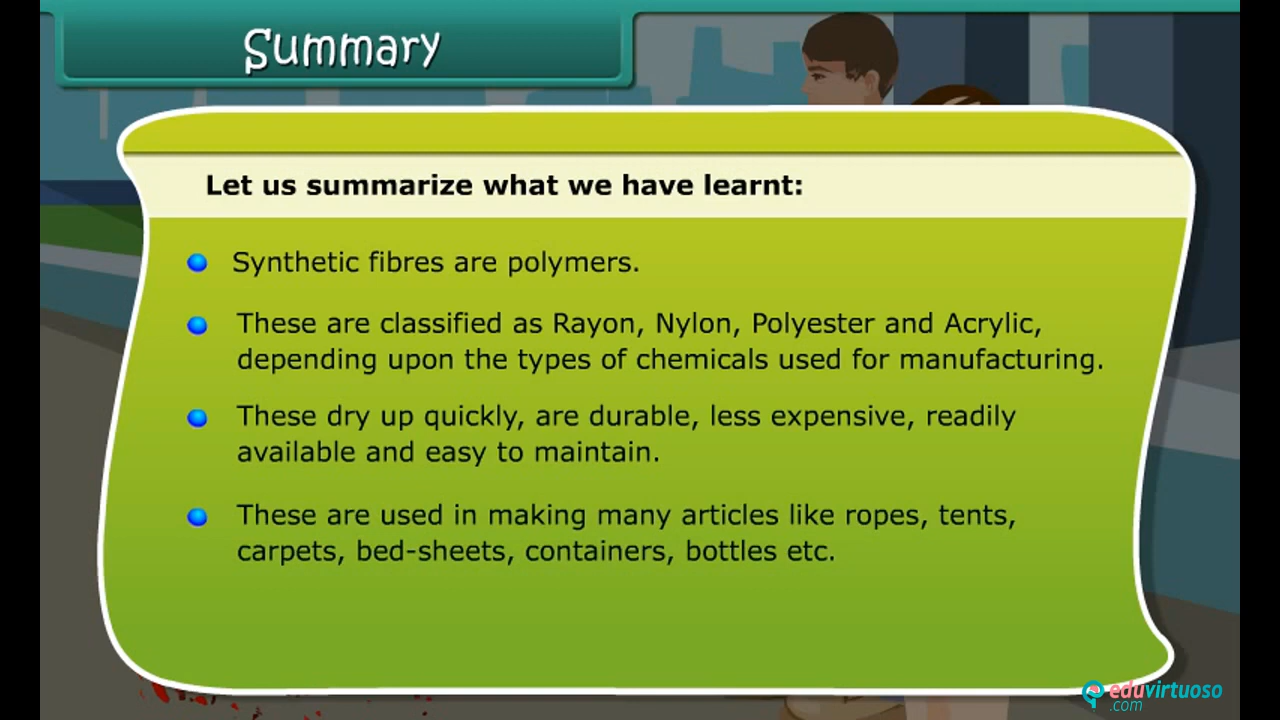 Summary
Let us summarize what we have learnt:
Synthetic fibres are polymers.
These are classified as Rayon, Nylon, Polyester and Acrylic,
depending upon the types of chemicals used for manufacturing.
These dry up quickly, are durable, less expensive, readily
available and easy to maintain.
These are used in making many articles like ropes, tents,
carpets, bed-sheets, containers, bottles etc.
eduvirtuoso
.com